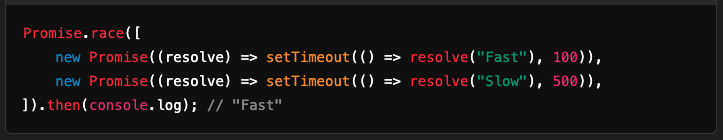 Promise.race([
    new Promise((resolve) => setTimeout(() => resolve("Fast"), 100)),
    new Promise((resolve) => setTimeout(() => resolve("Slow"), 500)),
]).then(console.log); // "Fast"